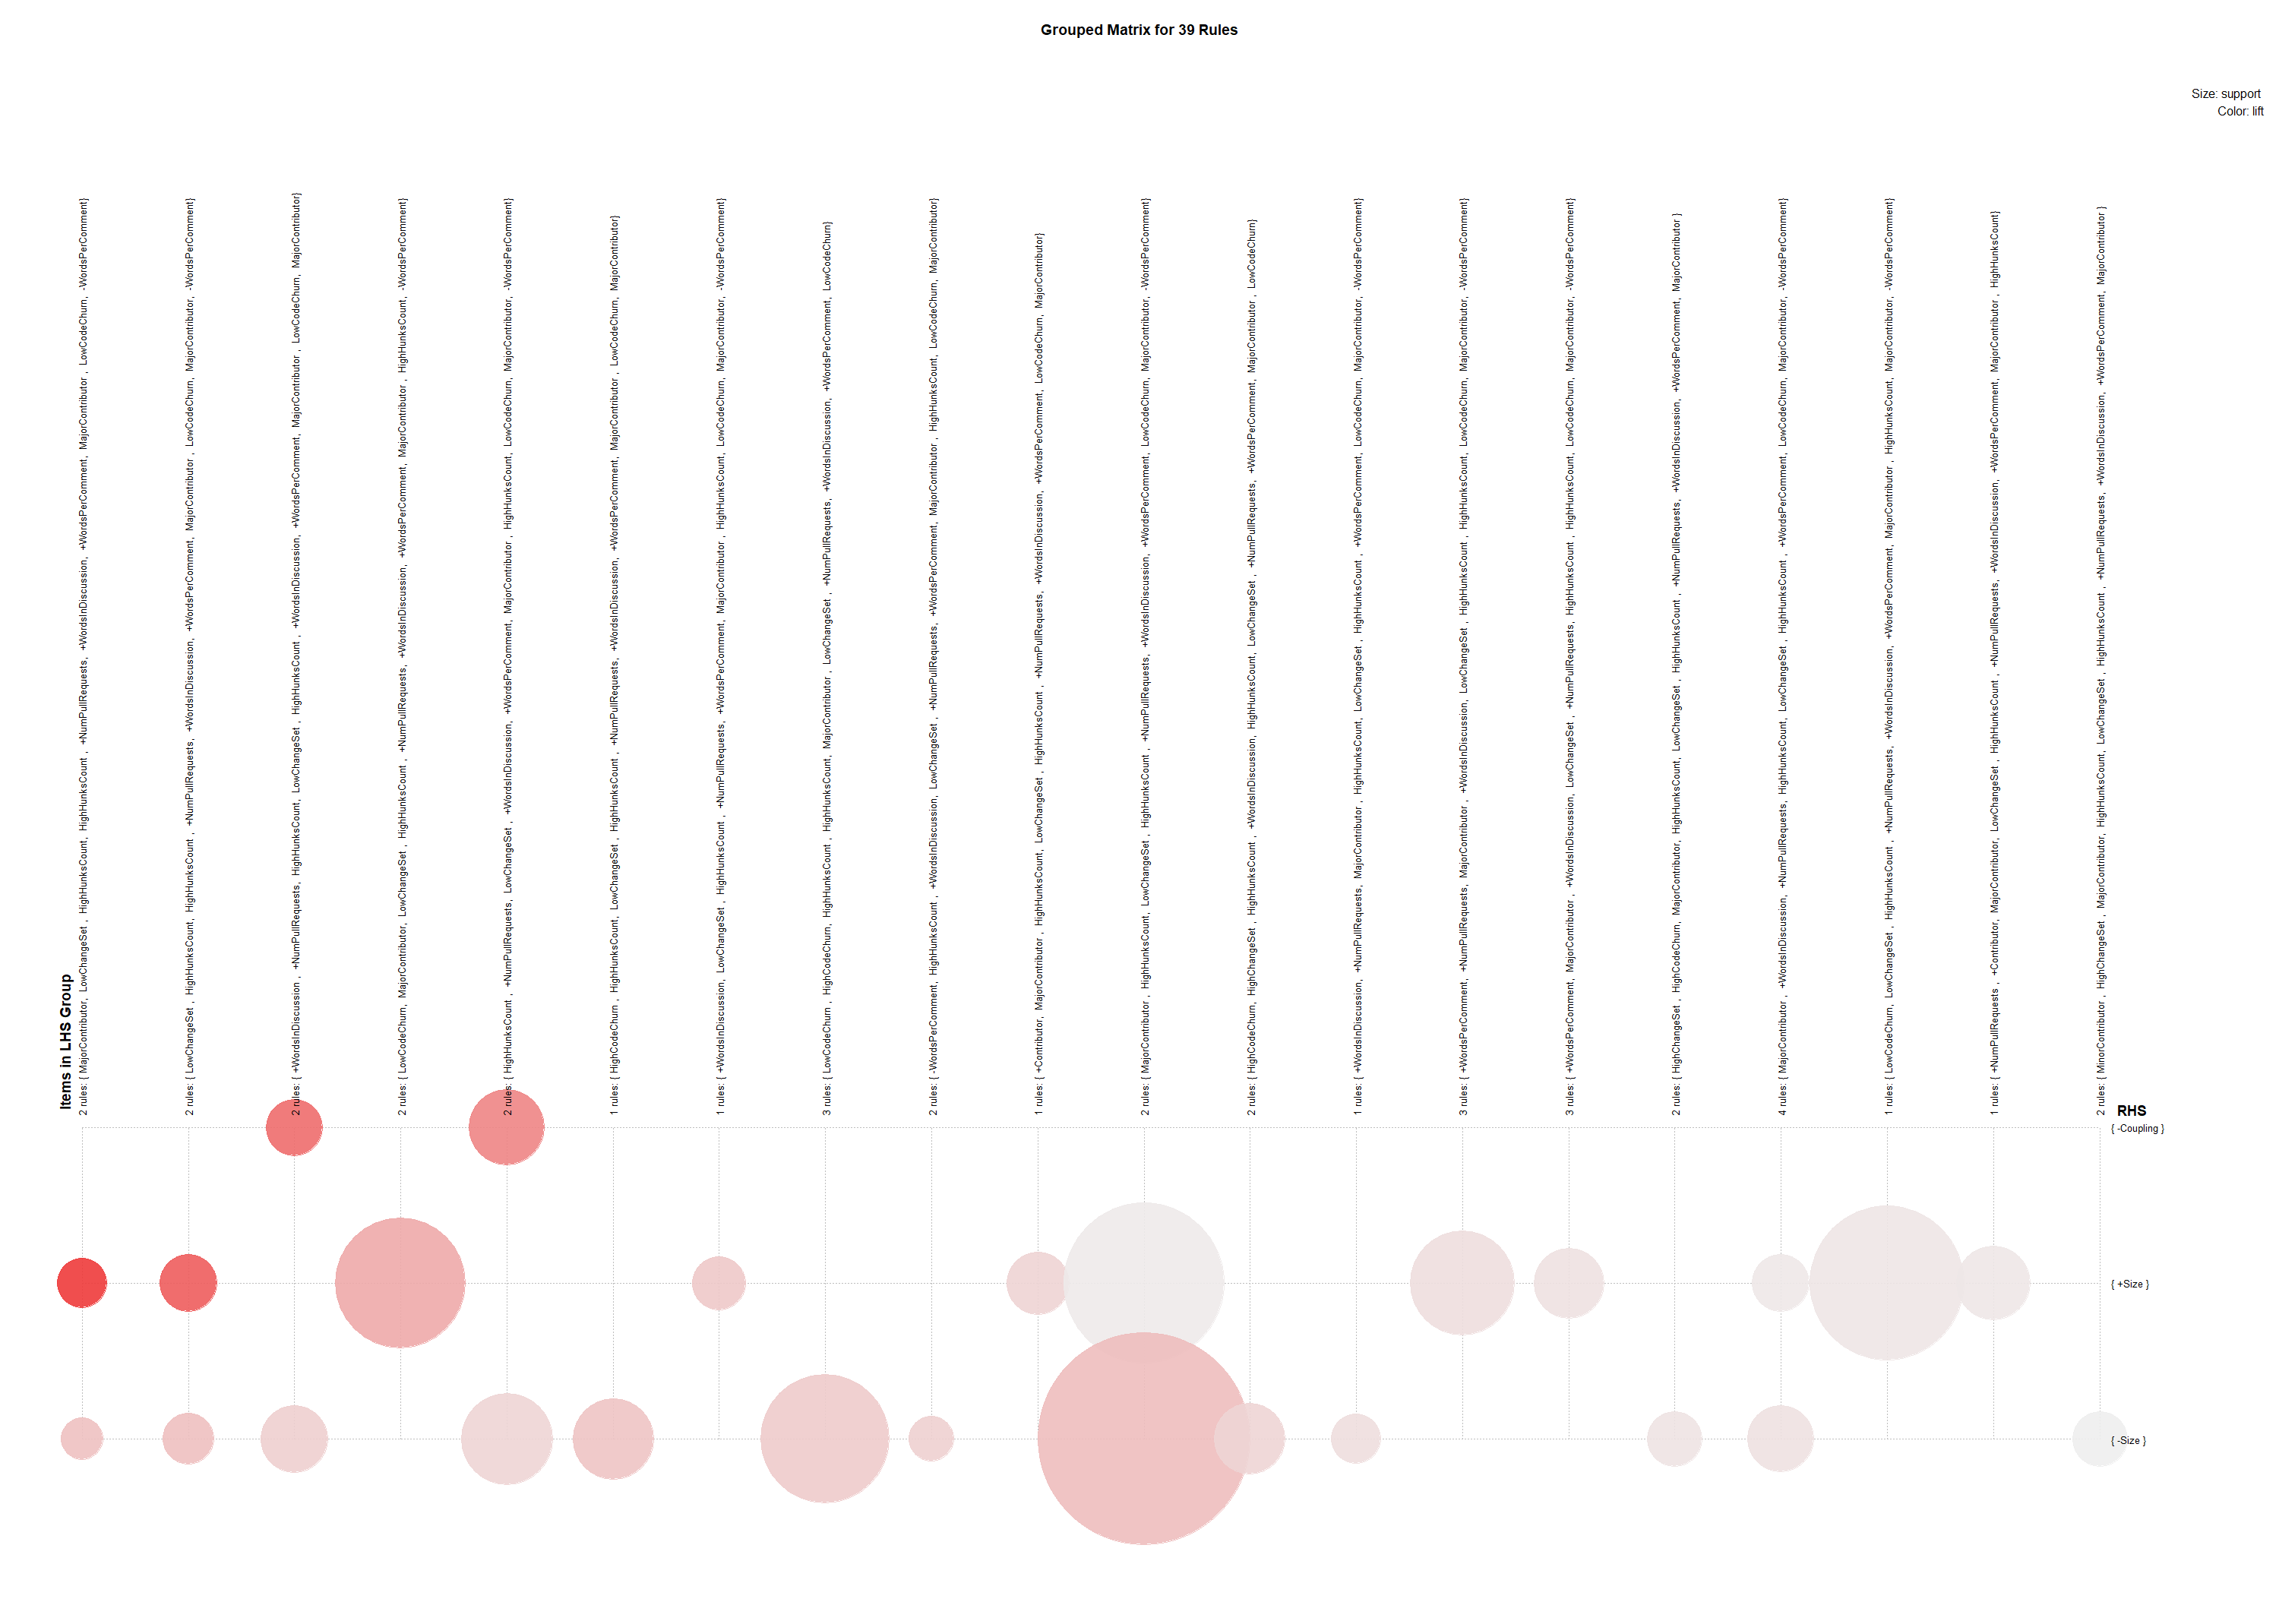 Grouped Matrix for 39 Rules
Size: support
Color: lift
Items in LHS Group
2 rules: { MajorContributor, LowChangeSet , HighHunksCount, HighHunksCount , +NumPullRequests, +WordsInDiscussion, +WordsPerComment, MajorContributor , LowCodeChurn, -WordsPerComment}
2 rules: { LowChangeSet , HighHunksCount, HighHunksCount , +NumPullRequests, +WordsInDiscussion, +WordsPerComment, MajorContributor , LowCodeChurn, MajorContributor, -WordsPerComment}
2 rules: { +WordsInDiscussion , +NumPullRequests, HighHunksCount, LowChangeSet , HighHunksCount , +WordsInDiscussion, +WordsPerComment, MajorContributor , LowCodeChurn, MajorContributor}
2 rules: { LowCodeChurn, MajorContributor, LowChangeSet , HighHunksCount , +NumPullRequests, +WordsInDiscussion, +WordsPerComment, MajorContributor , HighHunksCount, -WordsPerComment}
2 rules: { HighHunksCount , +NumPullRequests, LowChangeSet , +WordsInDiscussion, +WordsPerComment, MajorContributor , HighHunksCount, LowCodeChurn, MajorContributor, -WordsPerComment}
1 rules: { HighCodeChurn , HighHunksCount, LowChangeSet , HighHunksCount , +NumPullRequests, +WordsInDiscussion, +WordsPerComment, MajorContributor , LowCodeChurn, MajorContributor}
1 rules: { +WordsInDiscussion, LowChangeSet , HighHunksCount , +NumPullRequests, +WordsPerComment, MajorContributor , HighHunksCount, LowCodeChurn, MajorContributor, -WordsPerComment}
3 rules: { LowCodeChurn , HighCodeChurn, HighHunksCount , HighHunksCount, MajorContributor , LowChangeSet , +NumPullRequests, +WordsInDiscussion, +WordsPerComment, LowCodeChurn}
2 rules: { -WordsPerComment, HighHunksCount , +WordsInDiscussion, LowChangeSet , +NumPullRequests, +WordsPerComment, MajorContributor , HighHunksCount, LowCodeChurn, MajorContributor}
1 rules: { +Contributor, MajorContributor , HighHunksCount, LowChangeSet , HighHunksCount , +NumPullRequests, +WordsInDiscussion, +WordsPerComment, LowCodeChurn, MajorContributor}
2 rules: { MajorContributor , HighHunksCount, LowChangeSet , HighHunksCount , +NumPullRequests, +WordsInDiscussion, +WordsPerComment, LowCodeChurn, MajorContributor, -WordsPerComment}
2 rules: { HighCodeChurn, HighChangeSet , HighHunksCount , +WordsInDiscussion, HighHunksCount, LowChangeSet , +NumPullRequests, +WordsPerComment, MajorContributor , LowCodeChurn}
1 rules: { +WordsInDiscussion, +NumPullRequests, MajorContributor , HighHunksCount, LowChangeSet , HighHunksCount , +WordsPerComment, LowCodeChurn, MajorContributor, -WordsPerComment}
3 rules: { +WordsPerComment, +NumPullRequests, MajorContributor , +WordsInDiscussion, LowChangeSet , HighHunksCount , HighHunksCount, LowCodeChurn, MajorContributor, -WordsPerComment}
3 rules: { +WordsPerComment, MajorContributor , +WordsInDiscussion, LowChangeSet , +NumPullRequests, HighHunksCount , HighHunksCount, LowCodeChurn, MajorContributor, -WordsPerComment}
2 rules: { HighChangeSet , HighCodeChurn, MajorContributor, HighHunksCount, LowChangeSet , HighHunksCount , +NumPullRequests, +WordsInDiscussion, +WordsPerComment, MajorContributor }
4 rules: { MajorContributor , +WordsInDiscussion, +NumPullRequests, HighHunksCount, LowChangeSet , HighHunksCount , +WordsPerComment, LowCodeChurn, MajorContributor, -WordsPerComment}
1 rules: { LowCodeChurn, LowChangeSet , HighHunksCount , +NumPullRequests, +WordsInDiscussion, +WordsPerComment, MajorContributor , HighHunksCount, MajorContributor, -WordsPerComment}
1 rules: { +NumPullRequests , +Contributor, MajorContributor, LowChangeSet , HighHunksCount , +NumPullRequests, +WordsInDiscussion, +WordsPerComment, MajorContributor , HighHunksCount}
2 rules: { MinorContributor , HighChangeSet , MajorContributor, HighHunksCount, LowChangeSet , HighHunksCount , +NumPullRequests, +WordsInDiscussion, +WordsPerComment, MajorContributor }
RHS
{ -Coupling }
{ +Size }
{ -Size }